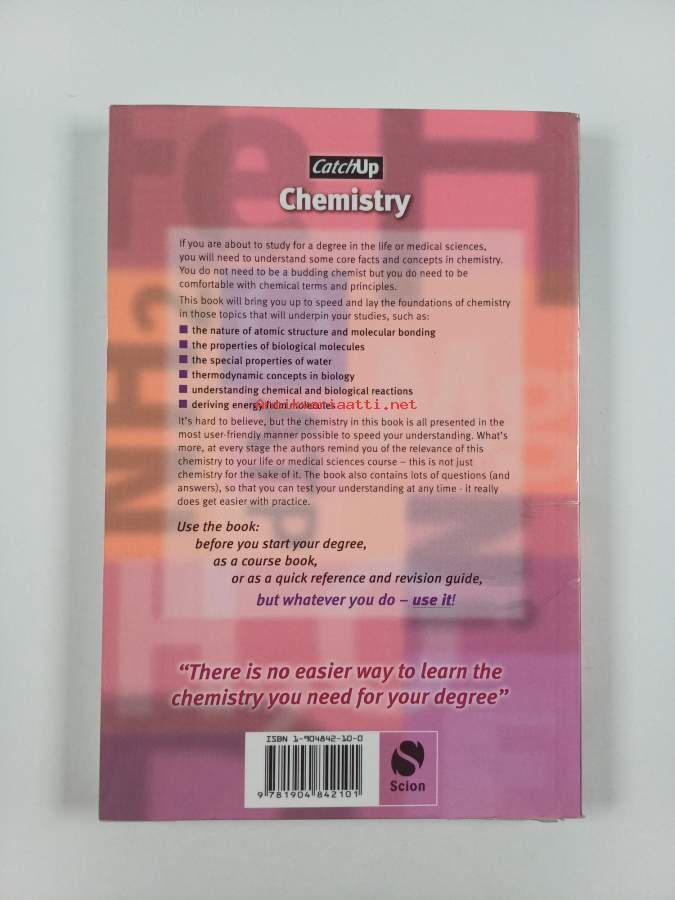 CatchUp
Chemistry
If you are about to study for a degree in the life or medical sciences,
you will need to understand some core facts and concepts in chemistry.
You do not need to be a budding chemist but you do need to be
comfortable with chemical terms and principles.
This book will bring you up to speed and lay the foundations of chemistry
in those topics that will underpin your studies, such as:
■ the nature of atomic structure and molecular bonding
■ the properties of biological molecules
■ the special properties of water
■ thermodynamic concepts in biology
■ understanding chemical and biological reactions
■ deriving energy from molecules
Antikvariaatti.net
It's hard to believe, but the chemistry in this book is all presented in the
most user-friendly manner possible to speed your understanding. What's
more, at every stage the authors remind you of the relevance of this
chemistry to your life or medical sciences course – this is not just
chemistry for the sake of it. The book also contains lots of questions (and
answers), so that you can test your understanding at any time - it really
does get easier with practice.
Use the book:
before you start your degree,
as a course book,
or as a quick reference and revision guide,
but whatever you do – use it!
“There is no easier way to learn the
chemistry you need for your degree”
ISBN 1-904842-10-0
9 781904 842101
Scion